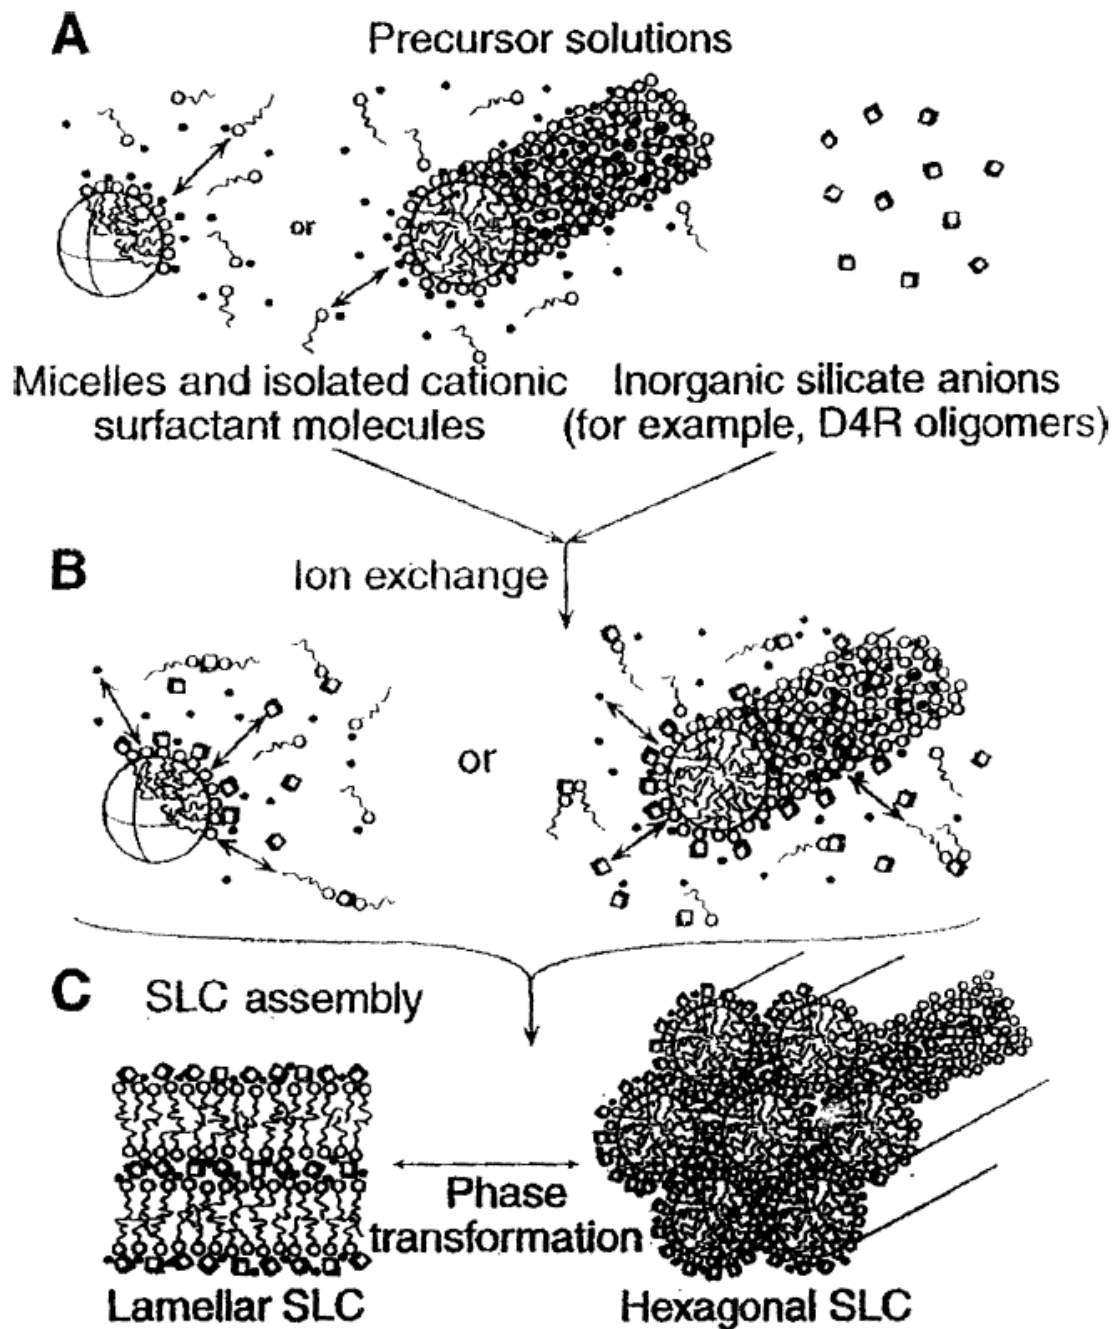 A
Precursor solutions
or
Micelles and isolated cationic
surfactant molecules
Inorganic silicate anions
(for example, D4R oligomers)
B
Ion exchange
or
C
SLC assembly
Phase
transformation
Lamellar SLC
Hexagonal SLC